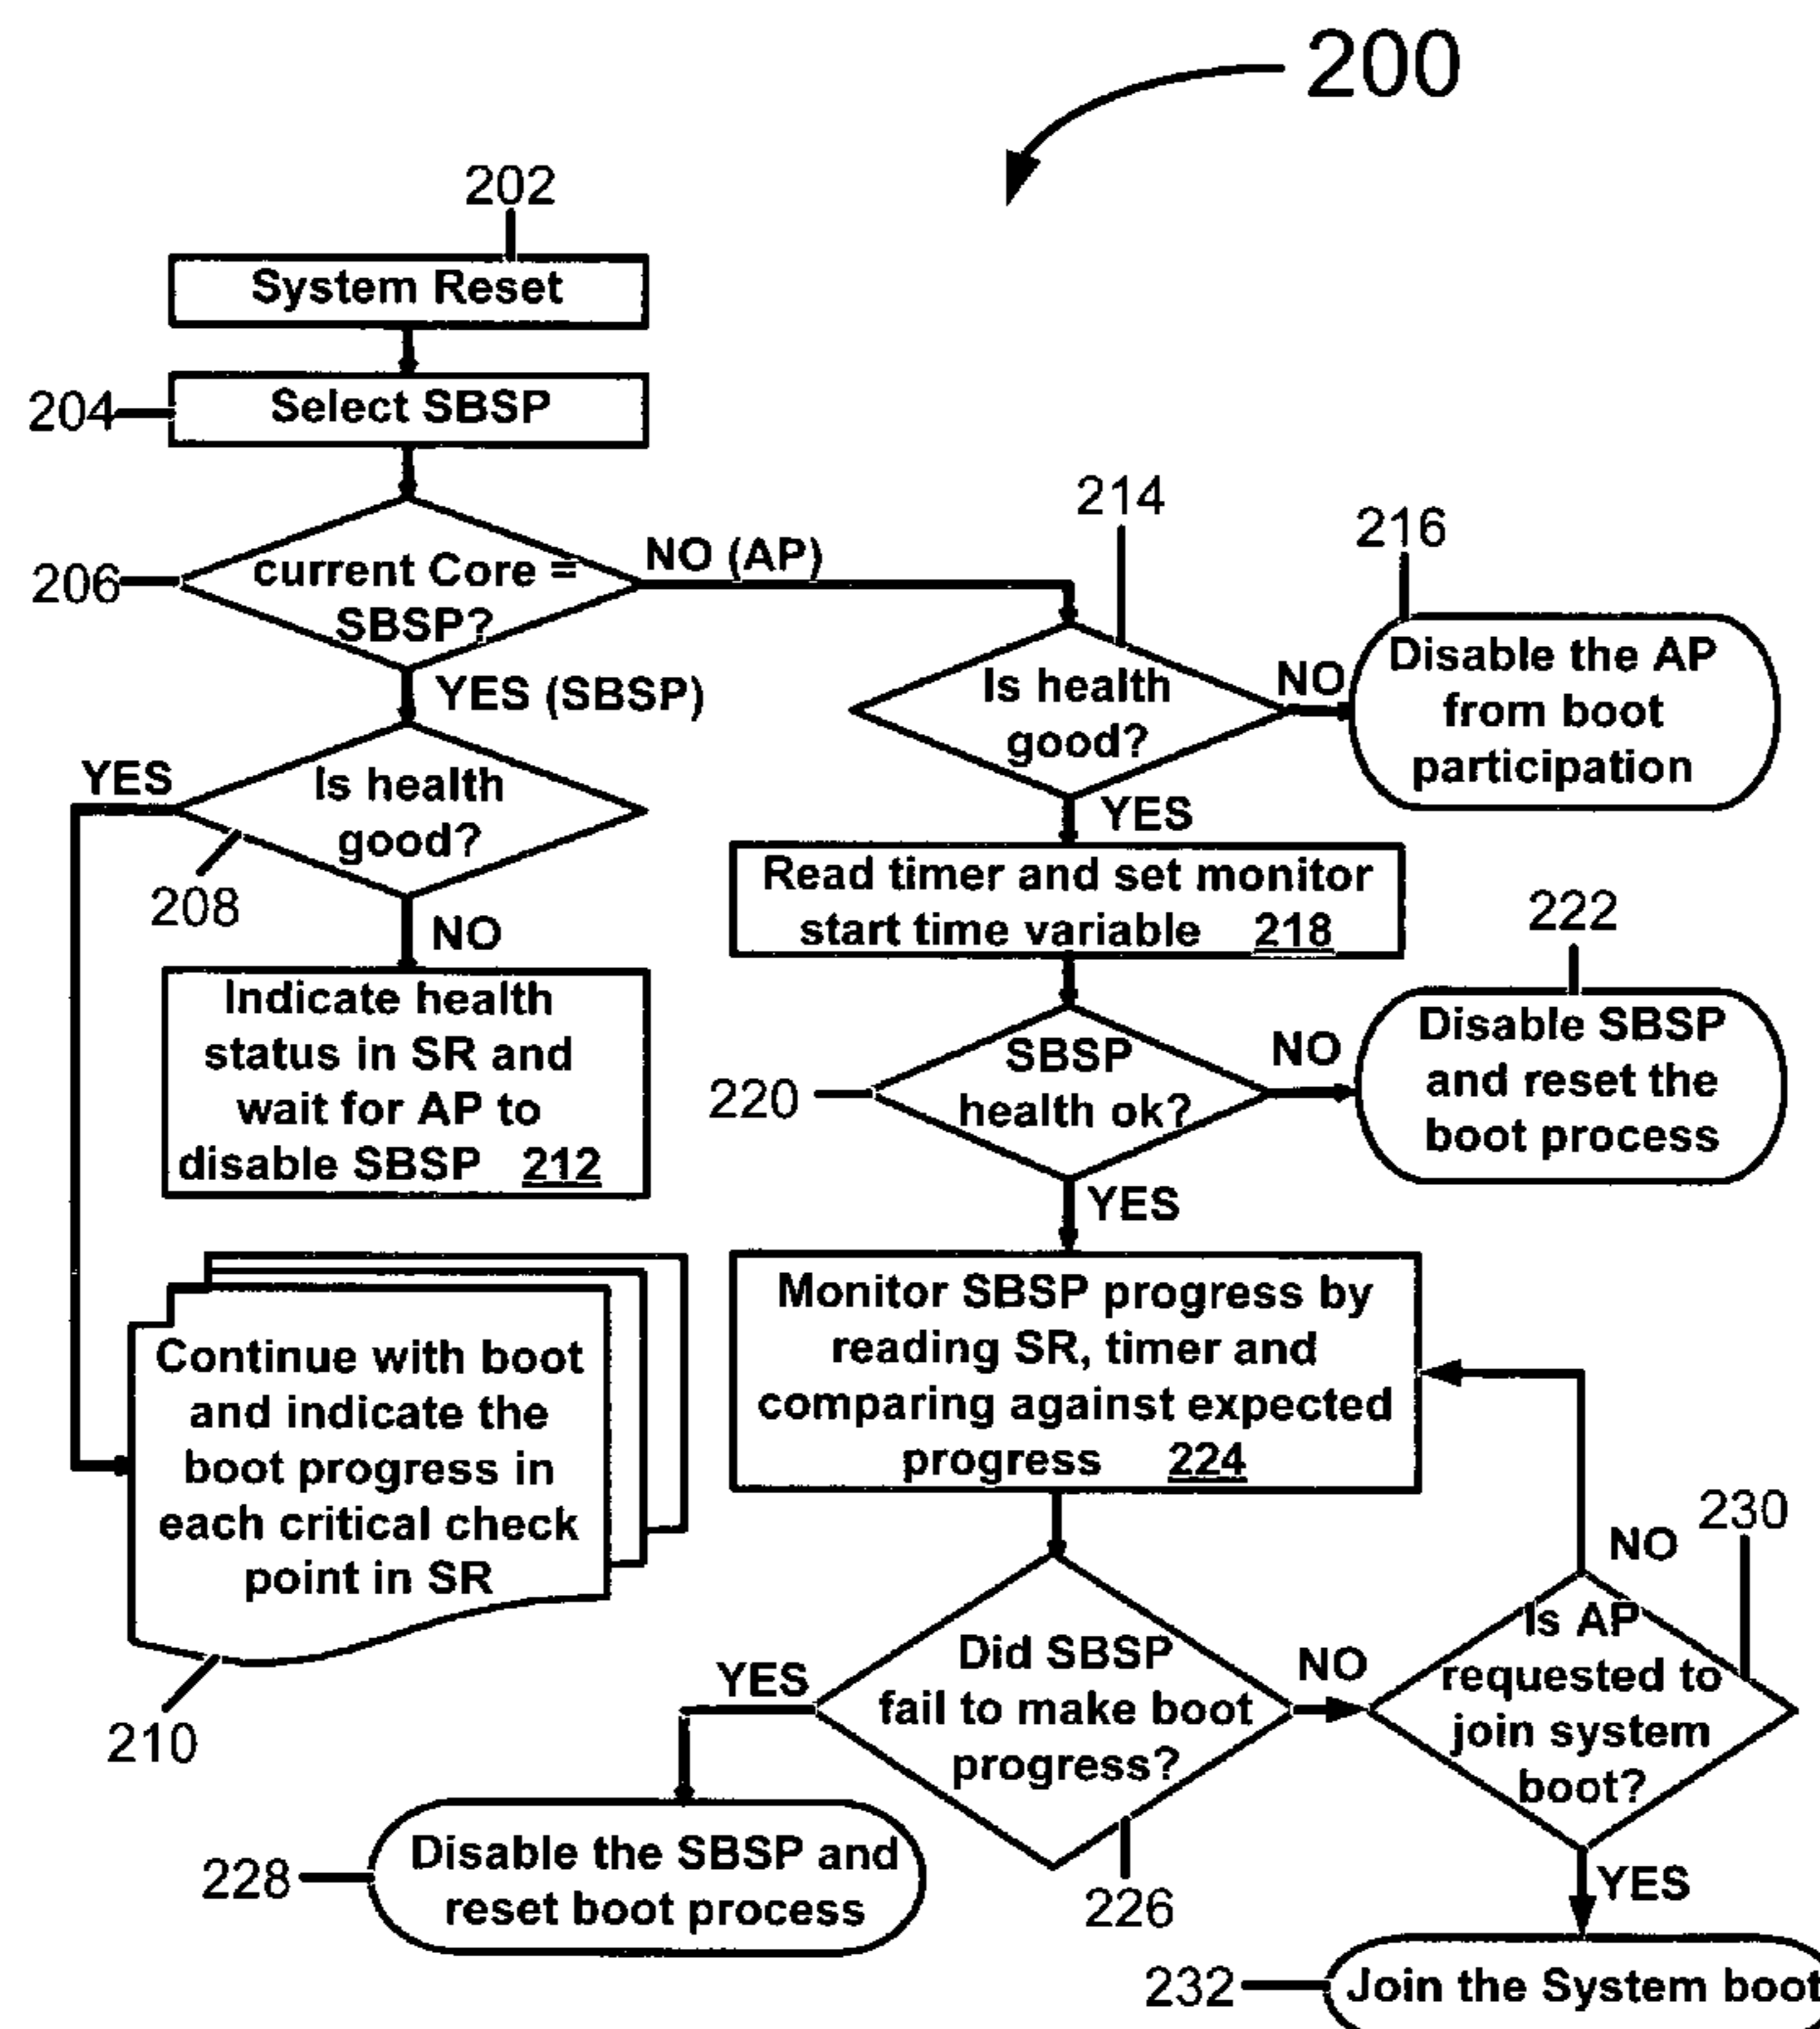 200
202
System Reset
204
Select SBSP
206
current Core =
SBSP?
NO (AP)
YES (SBSP)
214
Is health
good?
NO
216
Disable the AP
from boot
participation
YES
Is health
good?
208
NO
Indicate health
status in SR and
wait for AP to
disable SBSP 212
YES
Read timer and set monitor
start time variable 218
220
SBSP
health ok?
NO
222
Disable SBSP
and reset the
boot process
YES
Continue with boot
and indicate the
boot progress in
each critical check
point in SR
210
Monitor SBSP progress by
reading SR, timer and
comparing against expected
progress 224
Did SBSP
fail to make boot
progress?
226
YES
228
Disable the SBSP and
reset boot process
NO
NO
230
Is AP
requested to
join system
boot?
YES
232
Join the System boot